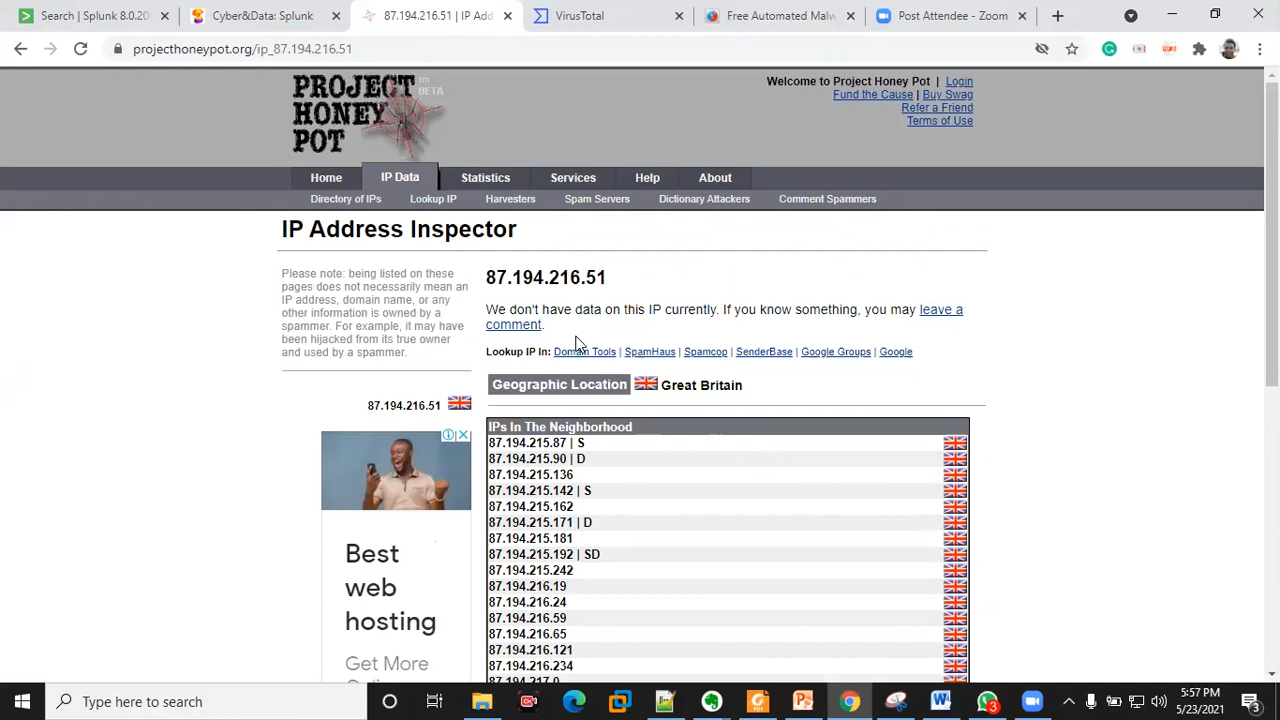 Search | Splunk 8.0.20
Cyber&Data: Splunk
87.194.216.51 | IP Add
VirusTotal
Free Automated Malw
Post Attendee - Zoom
projecthoneypot.org/ip_87.194.216.51
PROJECT
HONEY
POT
tm
BETA
Welcome to Project Honey Pot | Login
Fund the Cause | Buy Swag
Refer a Friend
Terms of Use
Home IP Data Statistics Services Help About
Directory of IPs Lookup IP Harvesters Spam Servers Dictionary Attackers Comment Spammers
IP Address Inspector
Please note: being listed on these
pages does not necessarily mean an
IP address, domain name, or any
other information is owned by a
spammer. For example, it may have
been hijacked from its true owner
and used by a spammer.
87.194.216.51
Best
web
hosting
Get More
87.194.216.51
We don't have data on this IP currently. If you know something, you may leave a
comment.
Lookup IP In: Domain Tools | SpamHaus | Spamcop | SenderBase | Google Groups | Google
Geographic Location Great Britain
IPs In The Neighborhood
87.194.215.87 | S
87.194.215.90 | D
87.194.215.136
87.194.215.142 | S
87.194.215.162
87.194.215.171 | D
87.194.215.181
87.194.215.192 | SD
87.194.215.242
87.194.216.19
87.194.216.24
87.194.216.59
87.194.216.65
87.194.216.121
87.194.216.234
87.194.217.0
Type here to search
3
5:57 PM
5/23/2021
3